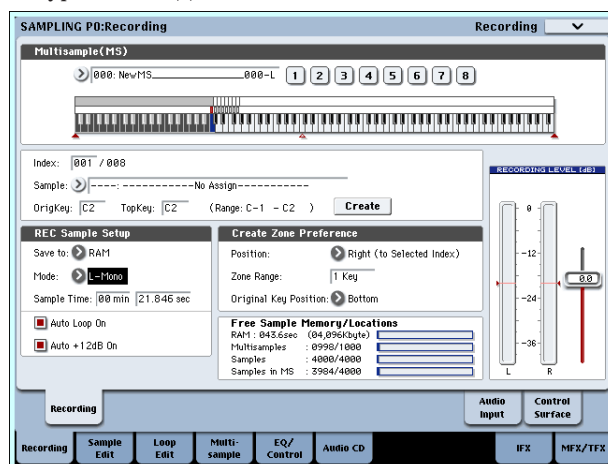 SAMPLING P0:Recording Recording
Multisample(MS)
000: NewMS_______________000-L 1 2 3 4 5 6 7 8
Index: 001 /008
Sample: ----: ------------No Assign------------
OrigKey: C2 TopKey: C2 (Range: C-1 - C2 ) Create
REC Sample Setup
Save to: RAM
Mode: L-Mono
Sample Time: 00 min 21.846 sec
Auto Loop On
Auto +12dB On
Create Zone Preference
Position: Right (to Selected Index)
Zone Range: 1 Key
Original Key Position: Bottom
Free Sample Memory/Locations
RAM : 043.6sec (04,096Kbyte)
Multisamples : 0998/1000
Samples : 4000/4000
Samples in MS : 3984/4000
RECORDING LEVEL (dB)
0
-12
-24
-36
L R
00
Recording
Audio Input
Control Surface
Recording
Sample Edit
Loop Edit
Multi-sample
EQ/ Control
Audio CD
IFX
MFX/TFX